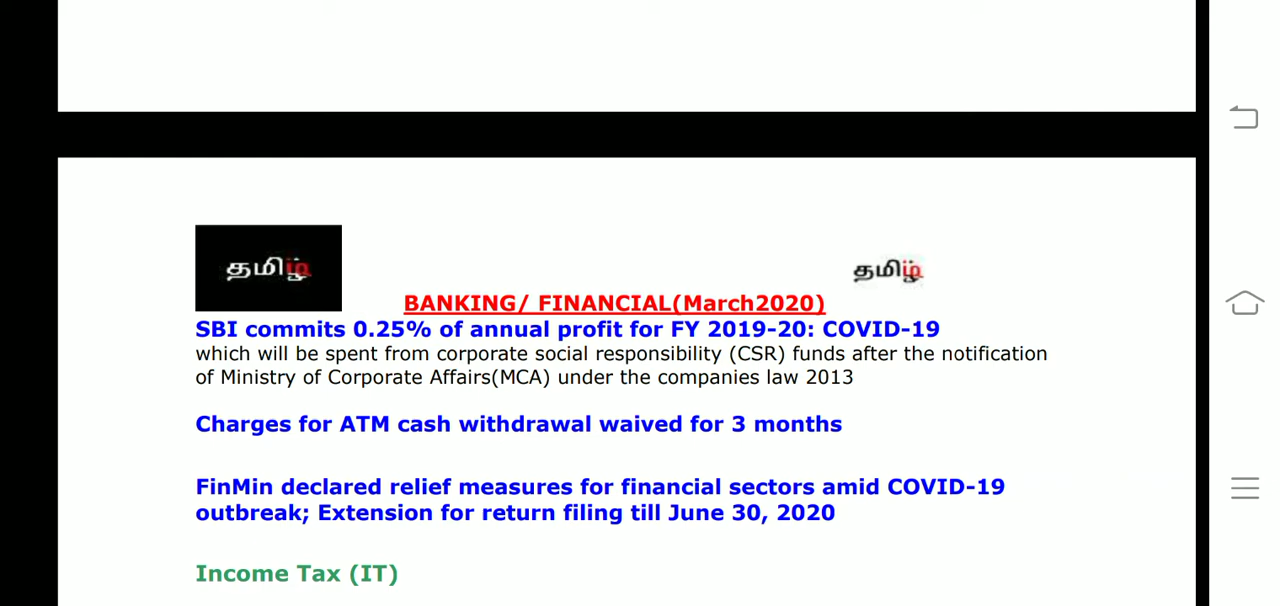 தமிழ்
தமிழ்
BANKING/ FINANCIAL(March2020)
SBI commits 0.25% of annual profit for FY 2019-20: COVID-19
which will be spent from corporate social responsibility (CSR) funds after the notification
of Ministry of Corporate Affairs(MCA) under the companies law 2013
Charges for ATM cash withdrawal waived for 3 months
FinMin declared relief measures for financial sectors amid COVID-19
outbreak; Extension for return filing till June 30, 2020
Income Tax (IT)